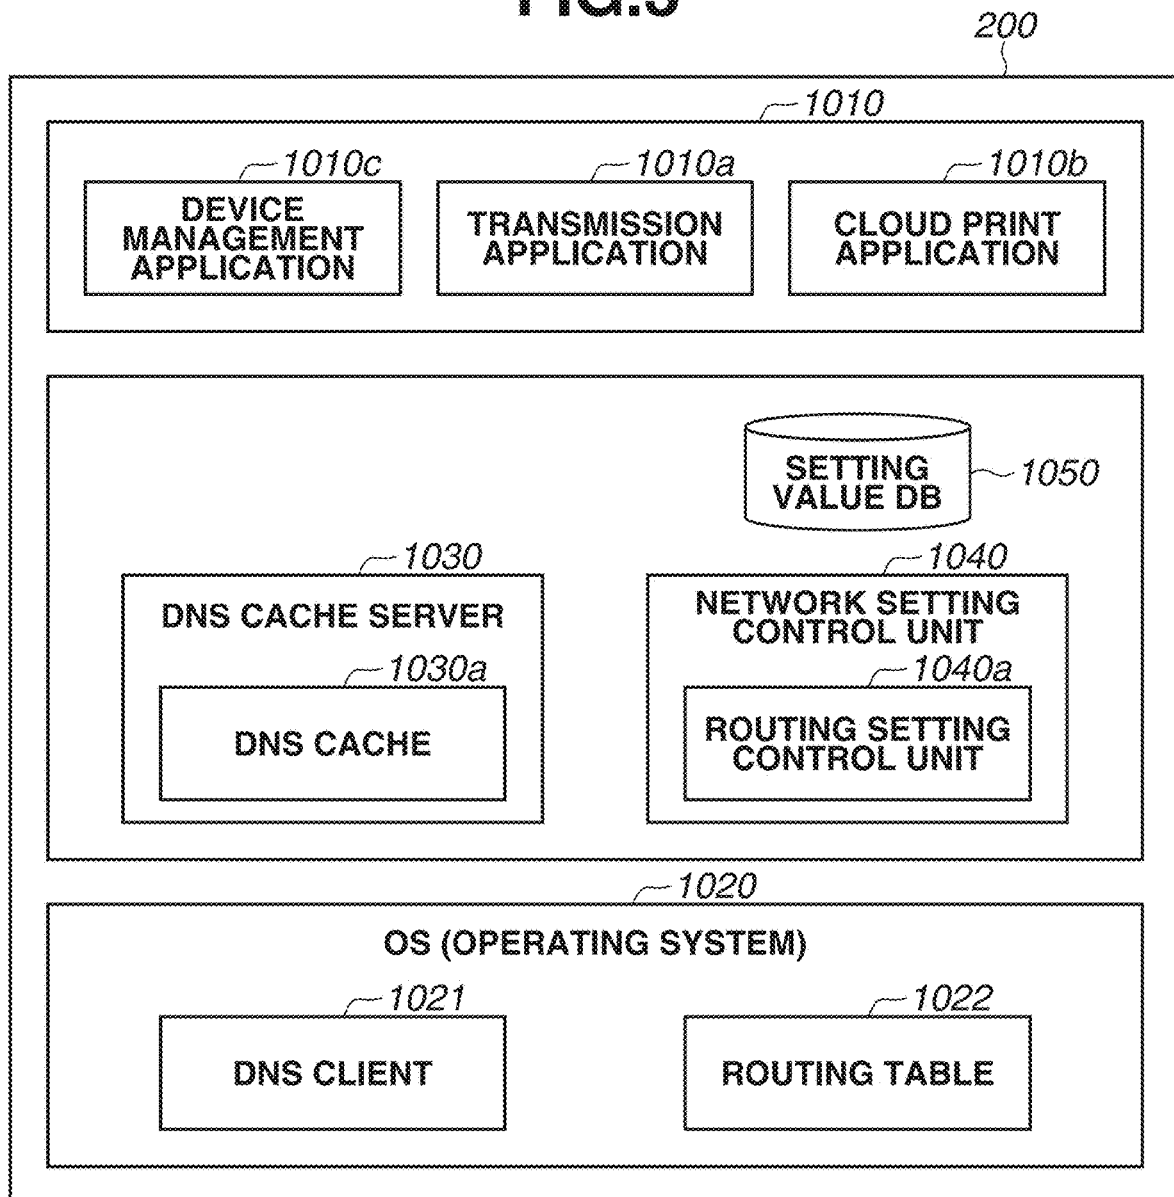 200
1010
1010c
1010a
1010b
DEVICE
MANAGEMENT
APPLICATION
TRANSMISSION
APPLICATION
CLOUD PRINT
APPLICATION
SETTING
VALUE DB
1050
1030
1040
DNS CACHE SERVER
NETWORK SETTING
CONTROL UNIT
1030a
1040a
DNS CACHE
ROUTING SETTING
CONTROL UNIT
1020
OS (OPERATING SYSTEM)
1021
1022
DNS CLIENT
ROUTING TABLE